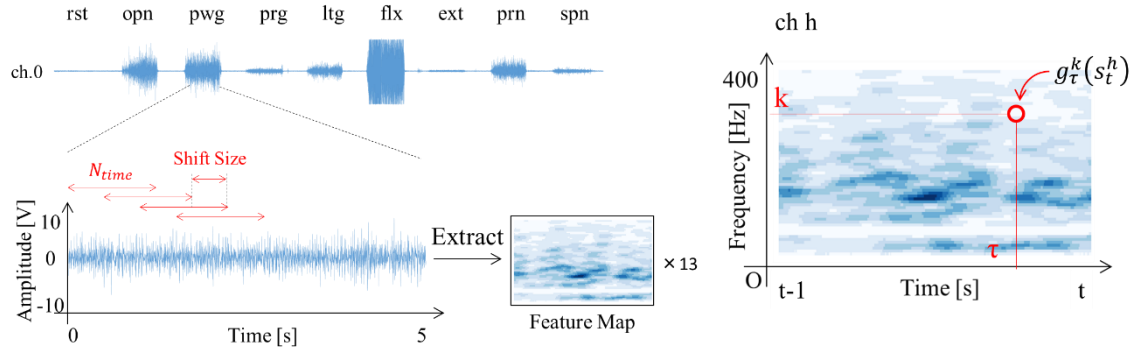 rst opn pwg prg ltg flx ext prn spn
ch.0
Shift Size
N_time
Amplitude [V]
10
0
-10
0
Time [s]
5
Extract
× 13
Feature Map
ch h
400
k
Frequency [Hz]
g_τ^k(s_t^h)
τ
O
t-1
Time [s]
t